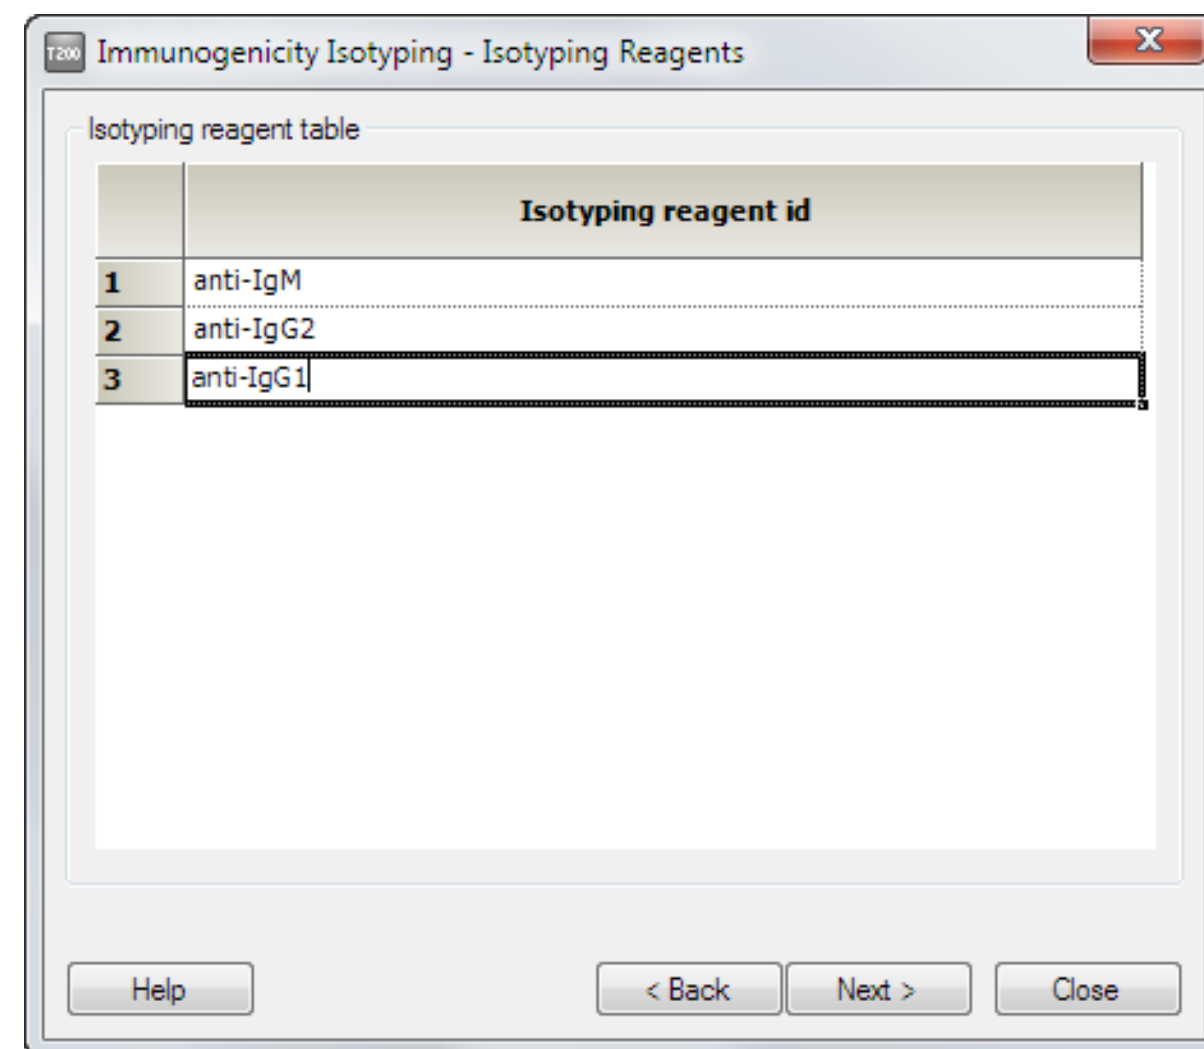 T200 Immunogenicity Isotyping - Isotyping Reagents
X
Isotyping reagent table
Isotyping reagent id
1 anti-IgM
2 anti-IgG2
3 anti-IgG1
Help < Back Next > Close